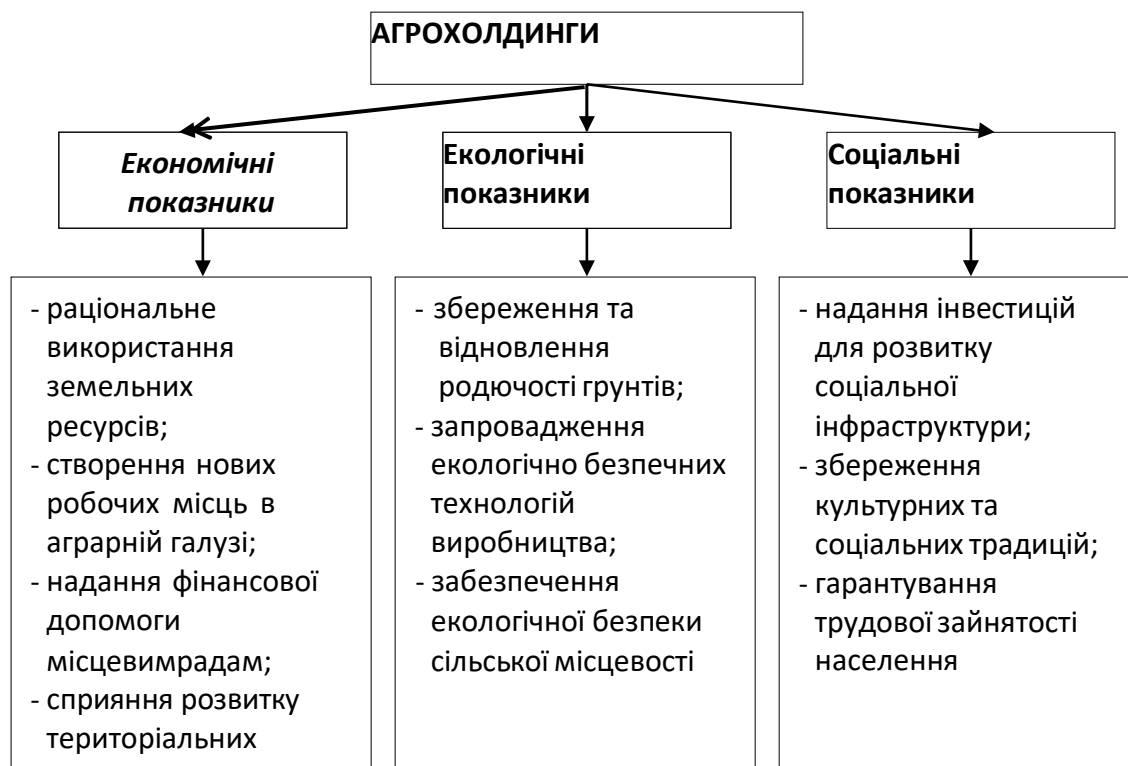 АГРОХОЛДИНГИ
Економічні
показники
Екологічні
показники
Соціальні
показники
- раціональне
використання
земельних
ресурсів;
- створення нових
робочих місць в
аграрній галузі;
- надання фінансової
допомоги
місцевимрадам;
- сприяння розвитку
територіальних
- збереження та
відновлення
родючості грунтів;
- запровадження
екологічно безпечних
технологій
виробництва;
- забезпечення
екологічної безпеки
сільської місцевості
- надання інвестицій
для розвитку
соціальної
інфраструктури;
- збереження
культурних та
соціальних традицій;
- гарантування
трудової зайнятості
населення